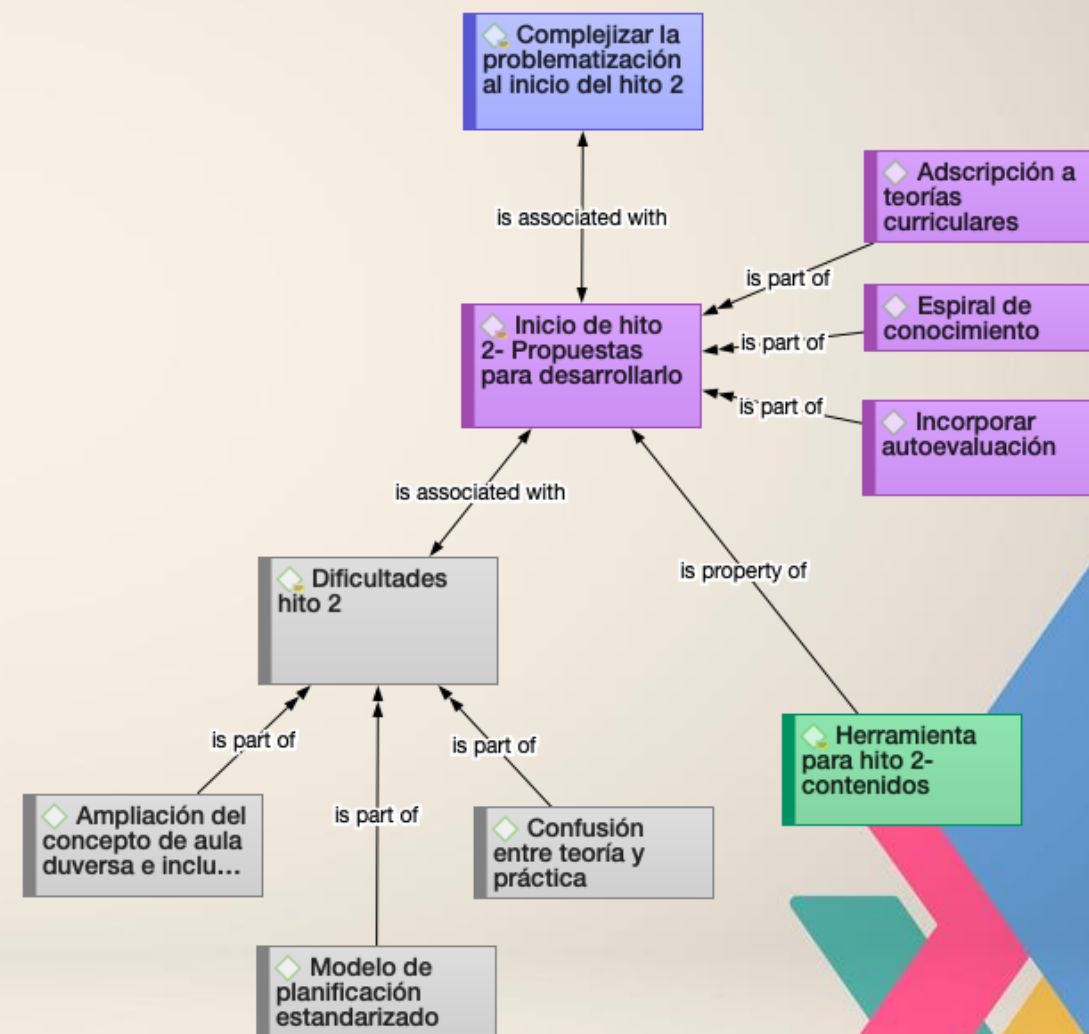 Complejizar la
problematización
al inicio del hito 2
is associated with
Adscripción a
teorías
curriculares
is part of
Espiral de
conocimiento
is part of
Incorporar
autoevaluación
is part of
Inicio de hito
2- Propuestas
para desarrollarlo
is associated with
is property of
Dificultades
hito 2
Herramienta
para hito 2-
contenidos
is part of
is part of
is part of
Ampliación del
concepto de aula
duversa e inclu...
Confusión
entre teoría y
práctica
Modelo de
planificación
estandarizado